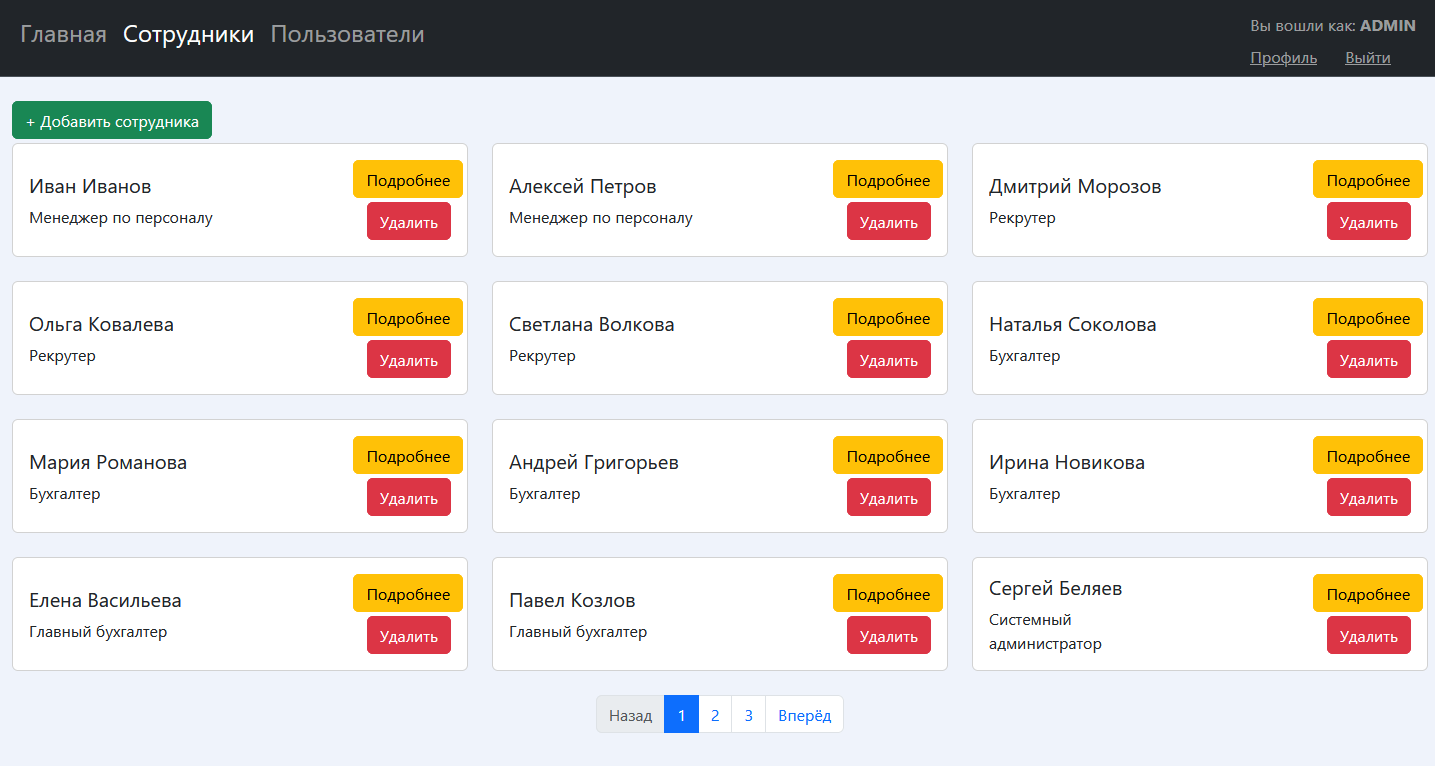 Главная Сотрудники Пользователи
Вы вошли как: ADMIN
Профиль Выйти
+ Добавить сотрудника
Иван Иванов
Менеджер по персоналу
Подробнее
Удалить
Алексей Петров
Менеджер по персоналу
Подробнее
Удалить
Дмитрий Морозов
Рекрутер
Подробнее
Удалить
Ольга Ковалева
Рекрутер
Подробнее
Удалить
Светлана Волкова
Рекрутер
Подробнее
Удалить
Наталья Соколова
Бухгалтер
Подробнее
Удалить
Мария Романова
Бухгалтер
Подробнее
Удалить
Андрей Григорьев
Бухгалтер
Подробнее
Удалить
Ирина Новикова
Бухгалтер
Подробнее
Удалить
Елена Васильева
Главный бухгалтер
Подробнее
Удалить
Павел Козлов
Главный бухгалтер
Подробнее
Удалить
Сергей Беляев
Системный
администратор
Подробнее
Удалить
Назад 1 2 3 Вперёд